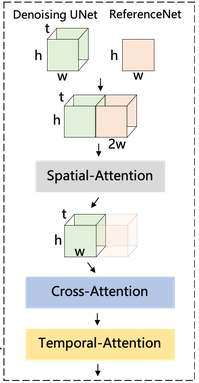 Denoising UNet ReferenceNet
t
h h
w w
t
h
2w
Spatial-Attention
t
h
w
Cross-Attention
Temporal-Attention